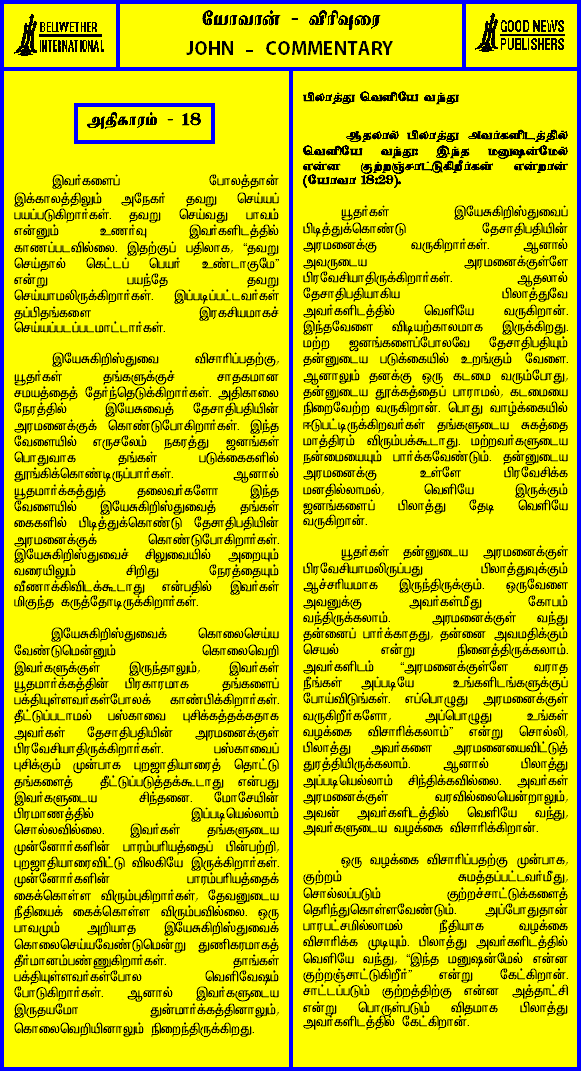 BELLWETHER
INTERNATIONAL
யோவான் - விரிவுரை
JOHN - COMMENTARY
GOOD NEWS
PUBLISHERS
அதிகாரம் - 18
இவர்களைப் போலத்தான்
இக்காலத்திலும் அநேகர் தவறு செய்யப்
பயப்படுகிறார்கள். தவறு செய்வது பாவம்
என்னும் உணர்வு இவர்களிடத்தில்
காணப்படவில்லை. இதற்குப் பதிலாக, “தவறு
செய்தால் கெட்டப் பெயர் உண்டாகுமே”
என்று பயந்தே தவறு
செய்யாமலிருக்கிறார்கள். இப்படிப்பட்டவர்கள்
தப்பிதங்களை இரகசியமாகச்
செய்யப்படப்படமாட்டார்கள்.
இயேசுகிறிஸ்துவை விசாரிப்பதற்கு,
யூதர்கள் தங்களுக்குச் சாதகமான
சமயத்தைத் தேர்ந்தெடுக்கிறார்கள். அதிகாலை
நேரத்தில் இயேசுவைத் தேசாதிபதியின்
அரமனைக்குக் கொண்டுபோகிறார்கள். இந்த
வேளையில் எருசலேம் நகரத்து ஜனங்கள்
பொதுவாக தங்கள் படுக்கைகளில்
தூங்கிக்கொண்டிருப்பார்கள். ஆனால்
யூதமார்க்கத்துத் தலைவர்களோ இந்த
வேளையில் இயேசுகிறிஸ்துவைத் தங்கள்
கைகளில் பிடித்துக்கொண்டு தேசாதிபதியின்
அரமனைக்குக் கொண்டுபோகிறார்கள்.
இயேசுகிறிஸ்துவைச் சிலுவையில் அறையும்
வரையிலும் சிறிது நேரத்தையும்
வீணாக்கிவிடக்கூடாது என்பதில் இவர்கள்
மிகுந்த கருத்தோடிருக்கிறார்கள்.
இயேசுகிறிஸ்துவைக் கொலைசெய்ய
வேண்டுமென்னும் கொலைவெறி
இவர்களுக்குள் இருந்தாலும், இவர்கள்
யூதமார்க்கத்தின் பிரகாரமாக தங்களைப்
பக்தியுள்ளவர்கள்போலக் காண்பிக்கிறார்கள்.
தீட்டுப்படாமல் பஸ்காவை புசிக்கத்தக்கதாக
அவர்கள் தேசாதிபதியின் அரமனைக்குள்
பிரவேசியாதிருக்கிறார்கள். பஸ்காவைப்
புசிக்கும் முன்பாக புறஜாதியாரைத் தொட்டு
தங்களைத் தீட்டுப்படுத்தக்கூடாது என்பது
இவர்களுடைய சிந்தனை. மோசேயின்
பிரமாணத்தில் இப்படியெல்லாம்
சொல்லவில்லை. இவர்கள் தங்களுடைய
முன்னோர்களின் பாரம்பரியத்தைப் பின்பற்றி,
புறஜாதியாரைவிட்டு விலகியே இருக்கிறார்கள்.
முன்னோர்களின் பாரம்பரியத்தைக்
கைக்கொள்ள விரும்புகிறார்கள், தேவனுடைய
நீதியைக் கைக்கொள்ள விரும்பவில்லை. ஒரு
பாவமும் அறியாத இயேசுகிறிஸ்துவைக்
கொலைசெய்யவேண்டுமென்று துணிகரமாகத்
தீர்மானம்பண்ணுகிறார்கள். தாங்கள்
பக்தியுள்ளவர்கள்போல வெளிவேஷம்
போடுகிறார்கள். ஆனால் இவர்களுடைய
இருதயமோ துன்மார்க்கத்தினாலும்,
கொலைவெறியினாலும் நிறைந்திருக்கிறது.
பிலாத்து வெளியே வந்து
ஆதலால் பிலாத்து அவர்களிடத்தில்
வெளியே வந்து: இந்த மனுஷன்மேல்
என்ன குற்றஞ்சாட்டுகிறீர்கள் என்றான்
(யோவா 18:29).
யூதர்கள் இயேசுகிறிஸ்துவைப்
பிடித்துக்கொண்டு தேசாதிபதியின்
அரமனைக்கு வருகிறார்கள். ஆனால்
அவருடைய அரமனைக்குள்ளே
பிரவேசியாதிருக்கிறார்கள். ஆதலால்
தேசாதிபதியாகிய பிலாத்துவே
அவர்களிடத்தில் வெளியே வருகிறான்.
இந்தவேளை விடியற்காலமாக இருக்கிறது.
மற்ற ஜனங்களைப்போலவே தேசாதிபதியும்
தன்னுடைய படுக்கையில் உறங்கும் வேளை.
ஆனாலும் தனக்கு ஒரு கடமை வரும்போது,
தன்னுடைய தூக்கத்தைப் பாராமல், கடமையை
நிறைவேற்ற வருகிறான். பொது வாழ்க்கையில்
ஈடுபட்டிருக்கிறவர்கள் தங்களுடைய சுகத்தை
மாத்திரம் விரும்பக்கூடாது. மற்றவர்களுடைய
நன்மையையும் பார்க்கவேண்டும். தன்னுடைய
அரமனைக்கு உள்ளே பிரவேசிக்க
மனதில்லாமல், வெளியே இருக்கும்
ஜனங்களைப் பிலாத்து தேடி வெளியே
வருகிறான்.
யூதர்கள் தன்னுடைய அரமனைக்குள்
பிரவேசியாமலிருப்பது பிலாத்துவுக்கும்
ஆச்சரியமாக இருந்திருக்கும். ஒருவேளை
அவனுக்கு அவர்கள்மீது கோபம்
வந்திருக்கலாம். அரமனைக்குள் வந்து
தன்னைப் பார்க்காதது, தன்னை அவமதிக்கும்
செயல் என்று நினைத்திருக்கலாம்.
அவர்களிடம் “அரமனைக்குள்ளே வராத
நீங்கள் அப்படியே உங்களிடங்களுக்குப்
போய்விடுங்கள். எப்பொழுது அரமனைக்குள்
வருகிறீர்களோ, அப்பொழுது உங்கள்
வழக்கை விசாரிக்கலாம்” என்று சொல்லி,
பிலாத்து அவர்களை அரமனையைவிட்டுத்
துரத்தியிருக்கலாம். ஆனால் பிலாத்து
அப்படியெல்லாம் சிந்திக்கவில்லை. அவர்கள்
அரமனைக்குள் வரவில்லையென்றாலும்,
அவன் அவர்களிடத்தில் வெளியே வந்து,
அவர்களுடைய வழக்கை விசாரிக்கிறான்.
ஒரு வழக்கை விசாரிப்பதற்கு முன்பாக,
குற்றம் சுமத்தப்பட்டவர்மீது,
சொல்லப்படும் குற்றச்சாட்டுக்களைத்
தெரிந்துகொள்ளவேண்டும். அப்போதுதான்
பாரபட்சமில்லாமல் நீதியாக வழக்கை
விசாரிக்க முடியும். பிலாத்து அவர்களிடத்தில்
வெளியே வந்து, “இந்த மனுஷன்மேல் என்ன
குற்றஞ்சாட்டுகிறீர்” என்று கேட்கிறான்.
சாட்டப்படும் குற்றத்திற்கு என்ன அத்தாட்சி
என்று பொருள்படும் விதமாக பிலாத்து
அவர்களிடத்தில் கேட்கிறான்.